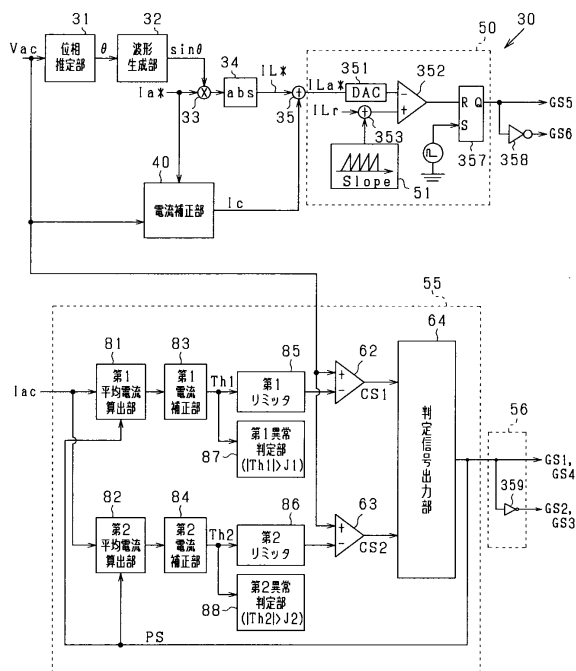 31
32
50
30
Vac
位相
推定部
θ
波形
生成部
sinθ
34
351
352
IL*
ILa*
Ia*
33
abs
35
DAC
ILr
353
R Q
S
357
GS5
GS6
358
40
電流補正部
Ic
Slope
51
55
64
81
83
85
62
Iac
第1
平均電流
算出部
第1
電流
補正部
Th1
第1
リミッタ
CS1
第1異常
判定部
(|Th1|>J1)
87
判定信号出力部
56
GS1,
GS4
359
GS2,
GS3
82
84
86
63
第2
平均電流
算出部
第2
電流
補正部
Th2
第2
リミッタ
CS2
第2異常
判定部
(|Th2|>J2)
88
PS